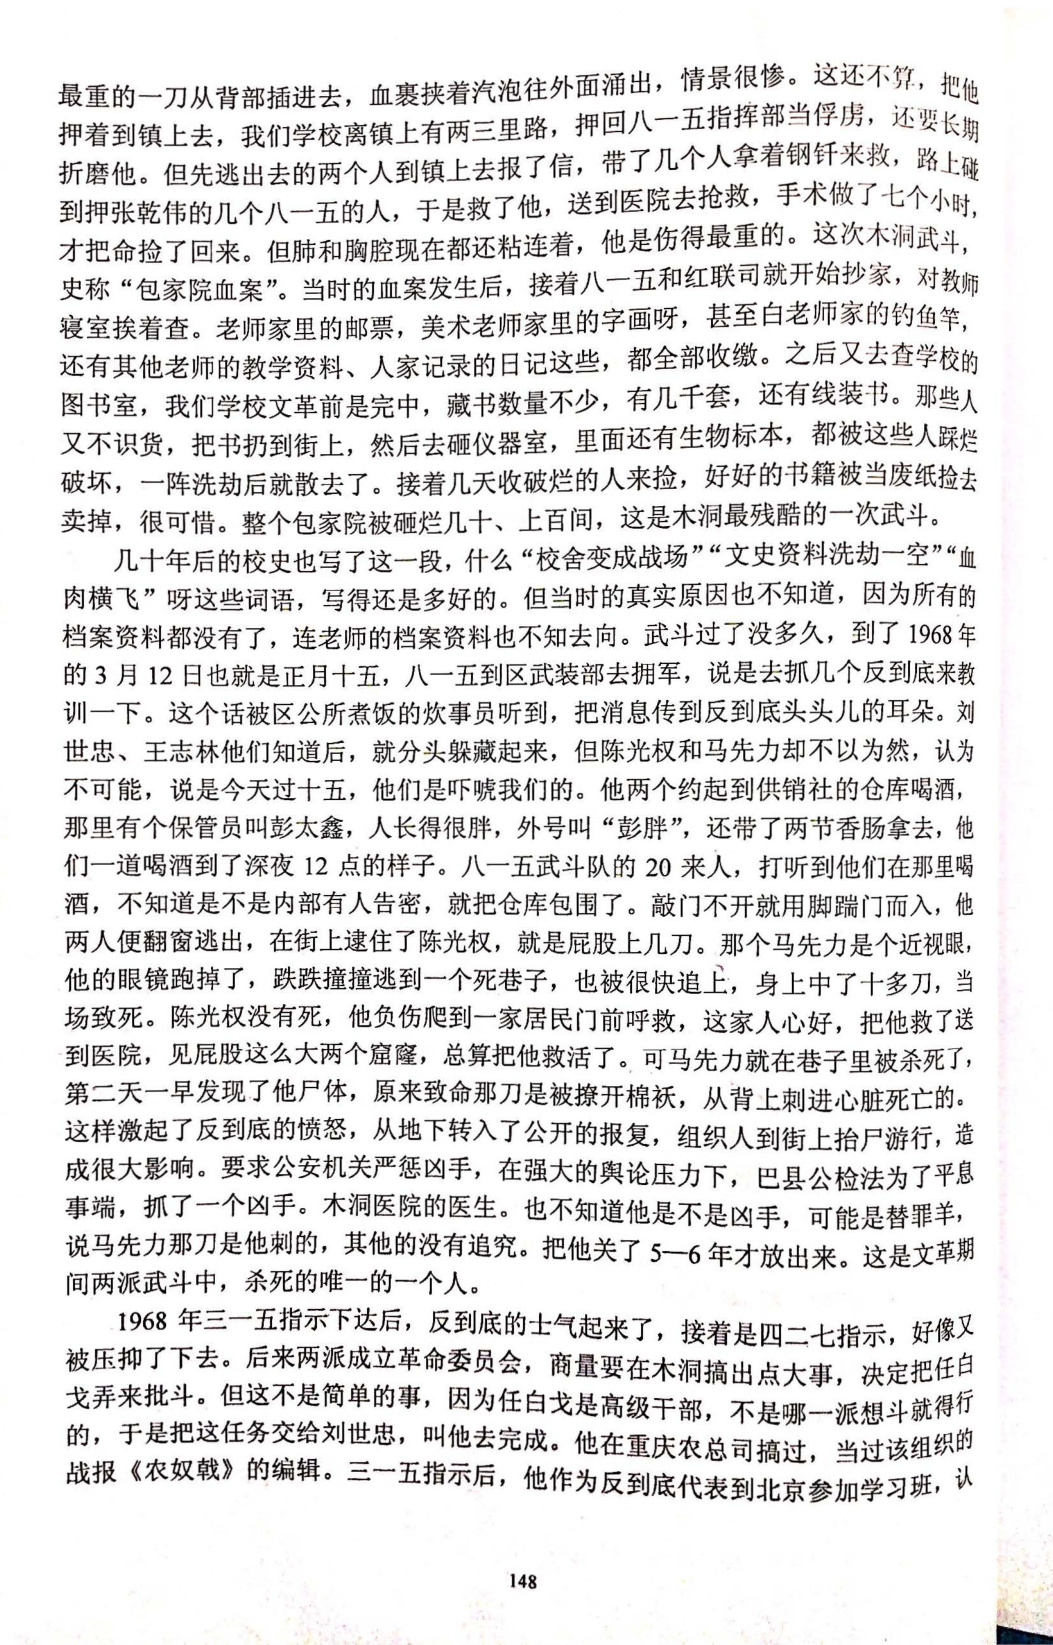 最重的一刀从背部插进去，血裹挟着汽泡往外面涌出，情景很惨。这还不算，把他
押着到镇上去，我们学校离镇上有两三里路，押回八一五指挥部当俘虏，还要长期
折磨他。但先逃出去的两个人到镇上去报了信，带了几个人拿着钢钎来救，路上碰
到押张乾伟的几个八一五的人，于是救了他，送到医院去抢救，手术做了七个小时，
才把命捡了回来。但肺和胸腔现在都还粘连着，他是伤得最重的。这次木洞武斗，
史称“包家院血案”。当时的血案发生后，接着八一五和红联司就开始抄家，对教师
寝室挨着查。老师家里的邮票，美术老师家里的字画呀，甚至白老师家的钓鱼竿，
还有其他老师的教学资料、人家记录的日记这些，都全部收缴。之后又去查学校的
图书室，我们学校文革前是完中，藏书数量不少，有几千套，还有线装书。那些人
又不识货，把书扔到街上，然后去砸仪器室，里面还有生物标本，都被这些人踩烂
破坏，一阵洗劫后就散去了。接着几天收破烂的人来捡，好好的书籍被当废纸捡去
卖掉，很可惜。整个包家院被砸烂几十、上百间，这是木洞最残酷的一次武斗。
几十年后的校史也写了这一段，什么“校舍变成战场”“文史资料洗劫一空”“血
肉横飞”呀这些词语，写得还是多好的。但当时的真实原因也不知道，因为所有的
档案资料都没有了，连老师的档案资料也不知去向。武斗过了没多久，到了 1968 年
的 3 月 12 日也就是正月十五，八一五到区武装部去拥军，说是去抓几个反到底来教
训一下。这个话被区公所煮饭的炊事员听到，把消息传到反到底头头儿的耳朵。刘
世忠、王志林他们知道后，就分头躲藏起来，但陈光权和马先力却不以为然，认为
不可能，说是今天过十五，他们是吓唬我们的。他两个约起到供销社的仓库喝酒，
那里有个保管员叫彭太鑫，人长得很胖，外号叫“彭胖”，还带了两节香肠拿去，他
们一道喝酒到了深夜 12 点的样子。八一五武斗队的 20 来人，打听到他们在那里喝
酒，不知道是不是内部有人告密，就把仓库包围了。敲门不开就用脚踹门而入，他
两人便翻窗逃出，在街上逮住了陈光权，就是屁股上几刀。那个马先力是个近视眼，
他的眼镜跑掉了，跌跌撞撞逃到一个死巷子，也被很快追上，身上中了十多刀，当
场致死。陈光权没有死，他负伤爬到一家居民门前呼救，这家人心好，把他救了送
到医院，见屁股这么大两个窟窿，总算把他救活了。可马先力就在巷子里被杀死了，
第二天一早发现了他尸体，原来致命那刀是被撩开棉袄，从背上刺进心脏死亡的。
这样激起了反到底的愤怒，从地下转入了公开的报复，组织人到街上抬尸游行，造
成很大影响。要求公安机关严惩凶手，在强大的舆论压力下，巴县公检法为了平息
事端，抓了一个凶手。木洞医院的医生。也不知道他是不是凶手，可能是替罪羊，
说马先力那刀是他刺的，其他的没有追究。把他关了 5—6 年才放出来。这是文革期
间两派武斗中，杀死的唯一的一个人。
1968 年三一五指示下达后，反到底的士气起来了，接着是四二七指示，好像又
被压抑了下去。后来两派成立革命委员会，商量要在木洞搞出点大事，决定把任白
戈弄来批斗。但这不是简单的事，因为任白戈是高级干部，不是哪一派想斗就得行
的，于是把这任务交给刘世忠，叫他去完成。他在重庆农总司搞过，当过该组织的
战报《农奴戟》的编辑。三一五指示后，他作为反到底代表到北京参加学习班，认
148